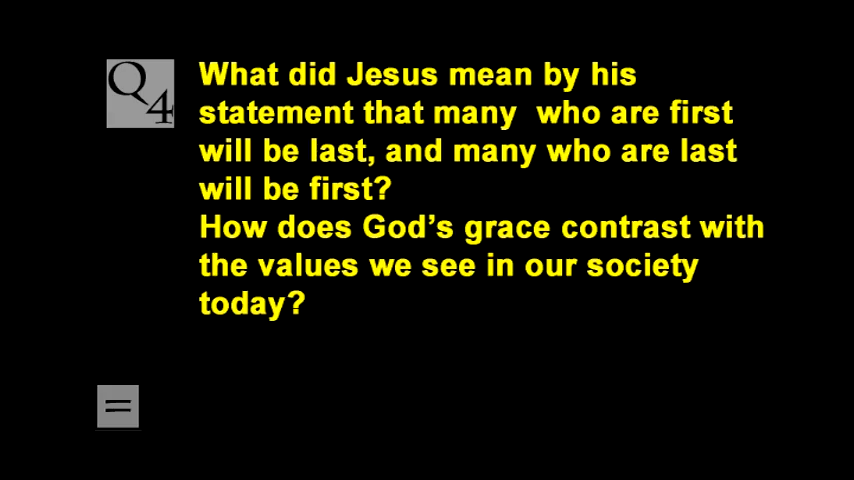 Q4
What did Jesus mean by his
statement that many  who are first
will be last, and many who are last
will be first?
How does God’s grace contrast with
the values we see in our society
today?
=